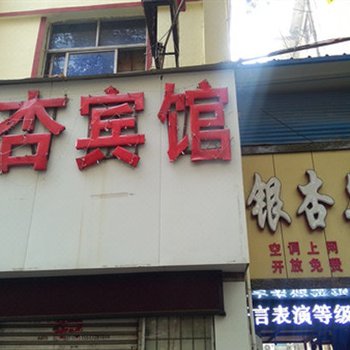 杏宾馆
银杏
空调上网
开放免费
言表演等级